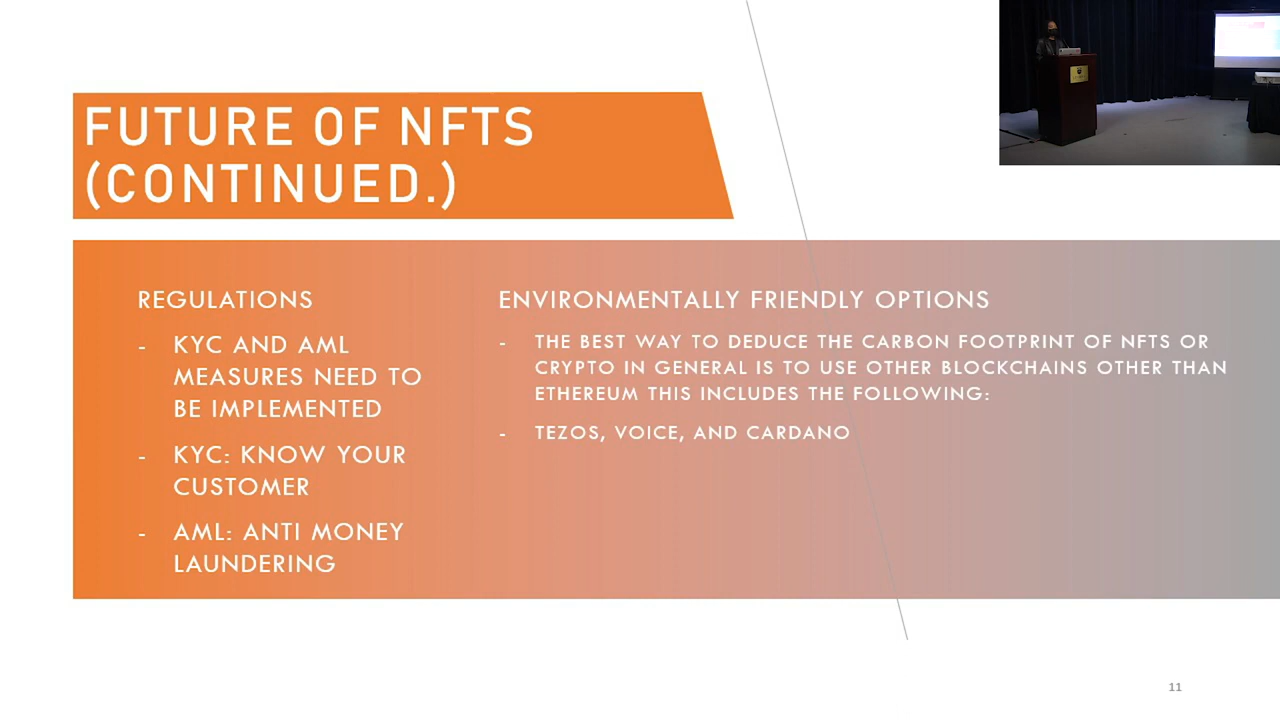 FUTURE OF NFTS
(CONTINUED.)
REGULATIONS
- KYC AND AML
MEASURES NEED TO
BE IMPLEMENTED
- KYC: KNOW YOUR
CUSTOMER
- AML: ANTI MONEY
LAUNDERING
ENVIRONMENTALLY FRIENDLY OPTIONS
- THE BEST WAY TO DEDUCE THE CARBON FOOTPRINT OF NFTS OR
CRYPTO IN GENERAL IS TO USE OTHER BLOCKCHAINS OTHER THAN
ETHEREUM THIS INCLUDES THE FOLLOWING:
- TEZOS, VOICE, AND CARDANO
11